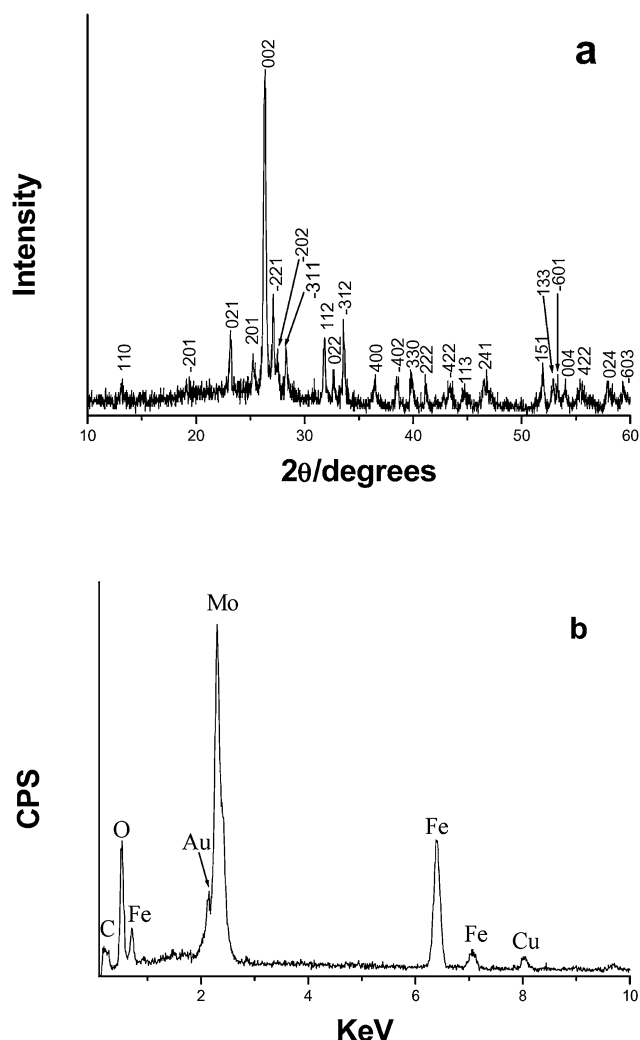 a
Intensity
110
-201
021
201
002
-221
-202
-311
112
022
-312
400
-402
330
222
-422
-113
241
151
133
-601
004
422
024
-603
10 20 30 40 50 60
2θ/degrees
b
CPS
C
O
Fe
Au
Mo
Fe
Fe
Cu
2 4 6 8 10
KeV